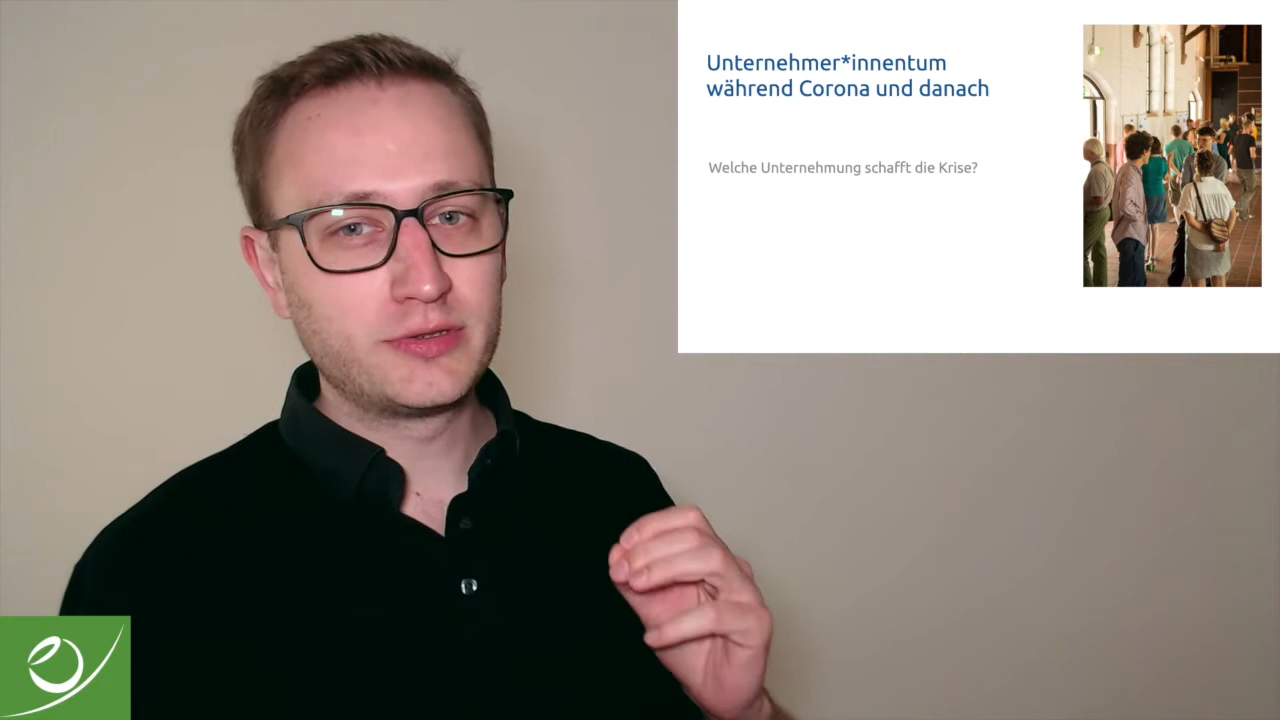 Unternehmer*innentum
während Corona und danach
Welche Unternehmung schafft die Krise?